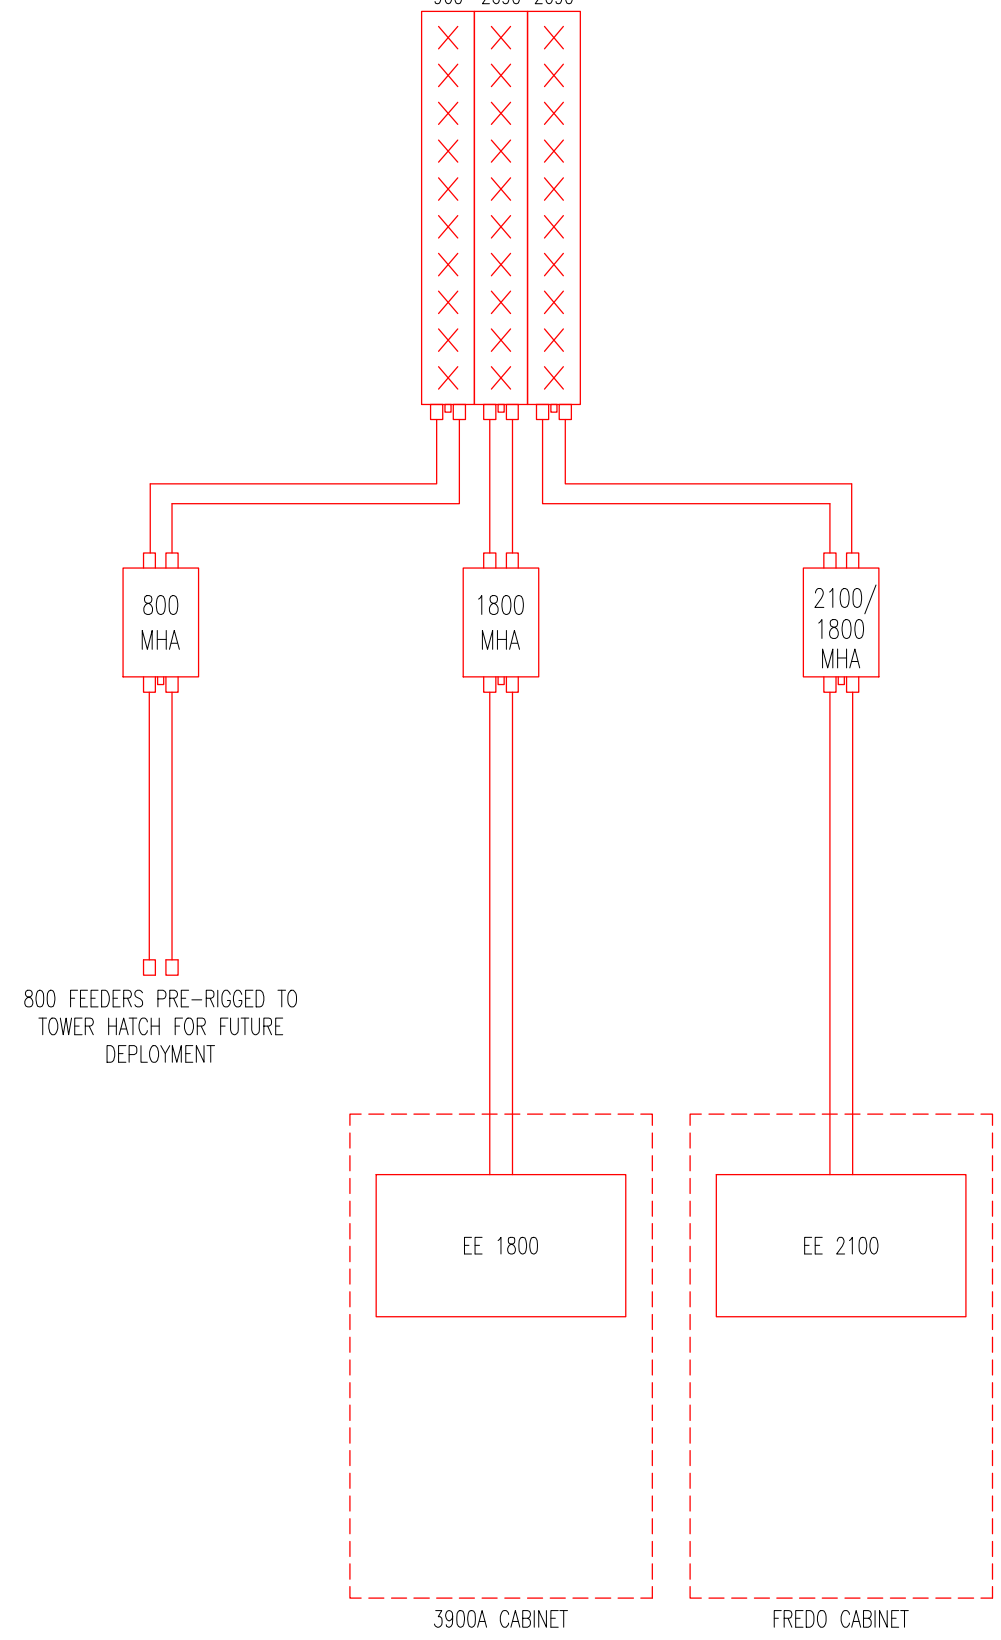 800
MHA
1800
MHA
2100/
1800
MHA
800 FEEDERS PRE-RIGGED TO
TOWER HATCH FOR FUTURE
DEPLOYMENT
EE 1800
EE 2100
3900A CABINET
FREDO CABINET